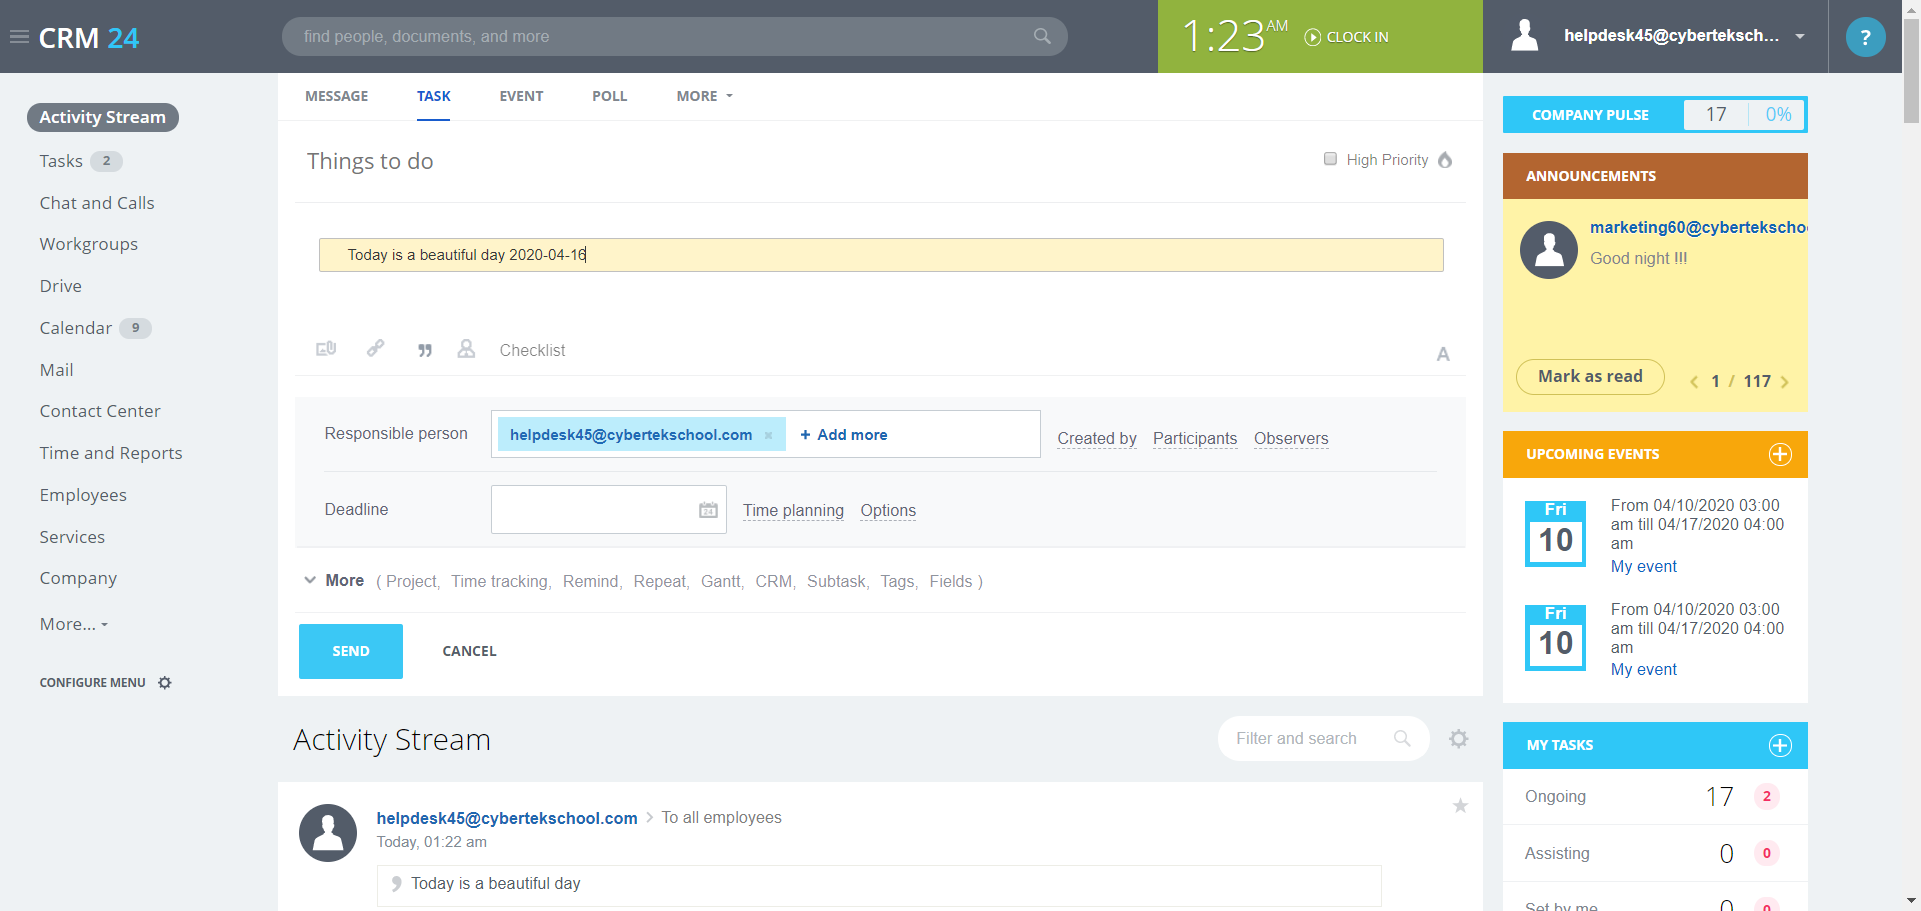 CRM 24
find people, documents, and more
1:23 AM
CLOCK IN
helpdesk45@cyberteksch...
?
Activity Stream
Tasks 2
Chat and Calls
Workgroups
Drive
Calendar 9
Mail
Contact Center
Time and Reports
Employees
Services
Company
More...
CONFIGURE MENU
MESSAGE TASK EVENT POLL MORE
Things to do
High Priority
Today is a beautiful day 2020-04-16
Checklist
A
Responsible person
helpdesk45@cybertekschool.com × + Add more
Created by Participants Observers
Deadline
24
Time planning Options
More ( Project, Time tracking, Remind, Repeat, Gantt, CRM, Subtask, Tags, Fields )
SEND CANCEL
Activity Stream
Filter and search
helpdesk45@cybertekschool.com > To all employees
Today, 01:22 am
Today is a beautiful day
COMPANY PULSE 17 0%
ANNOUNCEMENTS
marketing60@cyberteksch
Good night !!!
Mark as read
1 / 117
UPCOMING EVENTS
Fri
10
From 04/10/2020 03:00
am till 04/17/2020 04:00
am
My event
Fri
10
From 04/10/2020 03:00
am till 04/17/2020 04:00
am
My event
MY TASKS
Ongoing 17 2
Assisting 0 0
Set by me 0 0